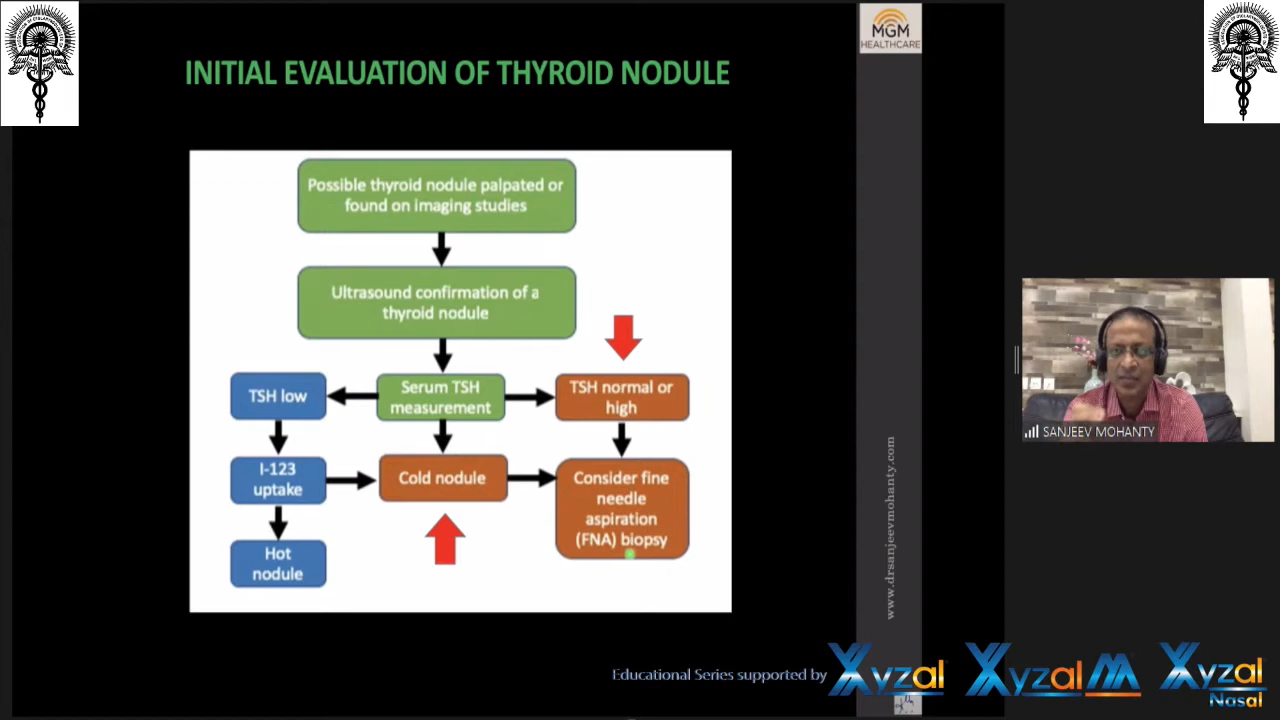 MGM
HEALTHCARE
INITIAL EVALUATION OF THYROID NODULE
Possible thyroid nodule palpated or
found on imaging studies
Ultrasound confirmation of a
thyroid nodule
TSH low
Serum TSH
measurement
TSH normal or
high
I-123
uptake
Cold nodule
Consider fine
needle
aspiration
(FNA) biopsy
Hot
nodule
www.drsanjeevmohanty.com
SANJEEV MOHANTY
Educational Series supported by
Xyzal
Xyzal M
Xyzal
Nasal